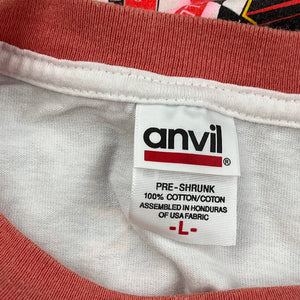 anvil®
PRE-SHRUNK
100% COTTON/COTON
ASSEMBLED IN HONDURAS
OF USA FABRIC
-L-